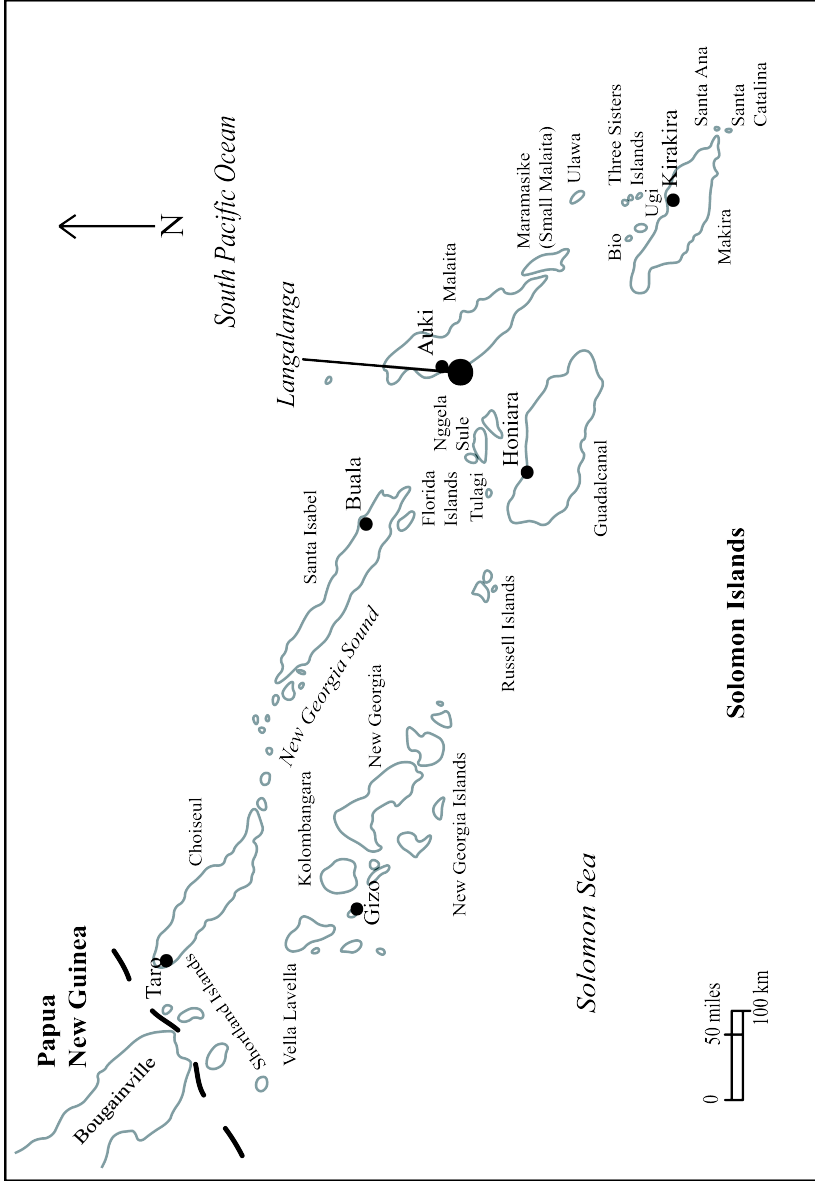 Papua
New Guinea
Bougainville
Taro
Shortland Islands
Choiseul
Vella Lavella
Kolombangara
Gizo
New Georgia
New Georgia Islands
New Georgia Sound
Santa Isabel
Buala
Russell Islands
Florida
Islands
Tulagi
Nggela
Sule
Honiara
Guadalcanal
Langalanga
Auki
Malaita
Maramasike
(Small Malaita)
Ulawa
Three Sisters
Islands
Bio
Ugi
Kirakira
Makira
Santa Ana
Santa
Catalina
South Pacific Ocean
N
Solomon Sea
Solomon Islands
0
50 miles
100 km